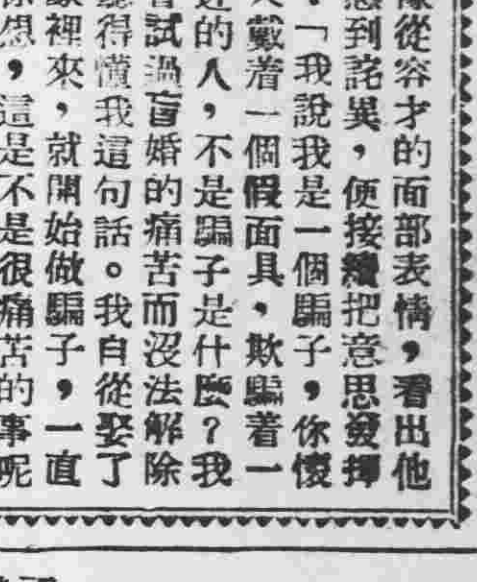 從容才的面部表情，看出他
到詫異，便接續把意思發揮
「我說我是一個騙子，你懷
戴着一個假面具，欺騙着一
近的人，不是騙子是什麼？我
試過盲婚的痛苦而沒法解除
得懂我這句話。我自從娶了
裡來，就開始做騙子，一直
想，這是不是很痛苦的事呢